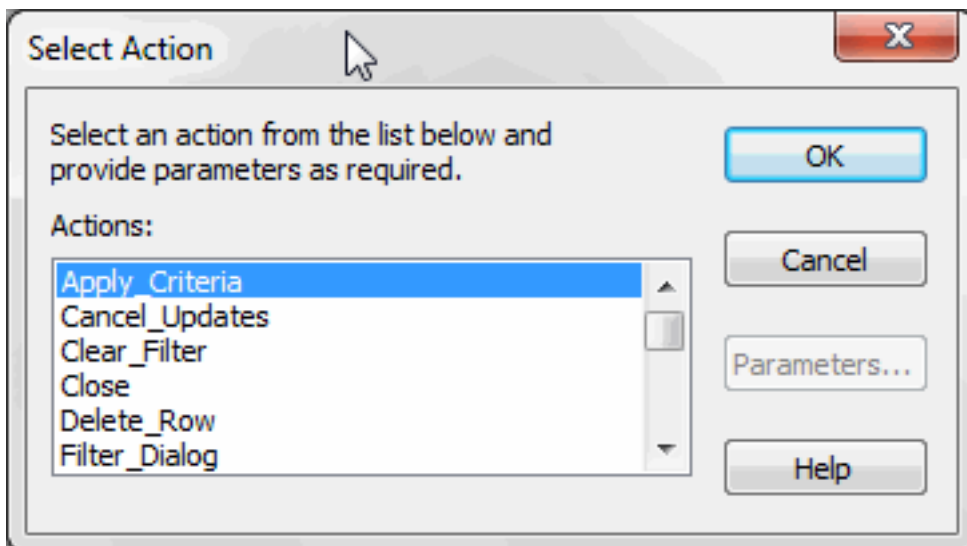 Select Action
Select an action from the list below and
provide parameters as required.
OK
Actions:
Cancel
Apply_Criteria
Cancel_Updates
Clear_Filter
Close
Delete_Row
Filter_Dialog
Parameters...
Help